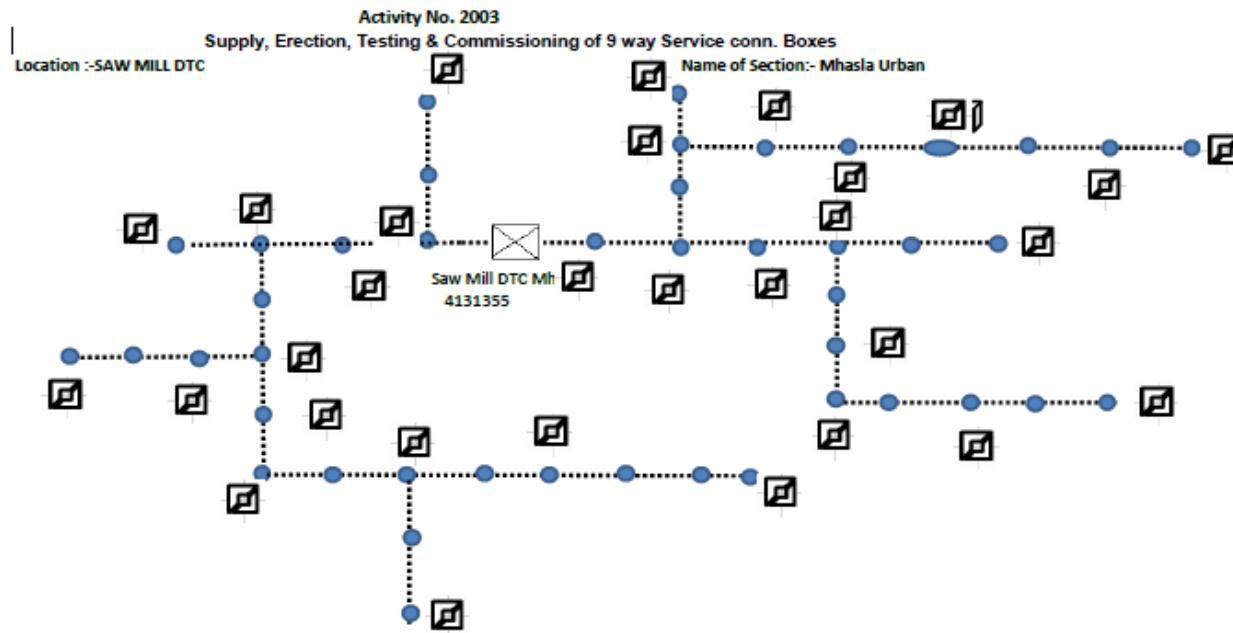 Activity No. 2003
Supply, Erection, Testing & Commissioning of 9 way Service conn. Boxes
Location :-SAW MILL DTC
Name of Section:- Mhasla Urban
Saw Mill DTC Mh
4131355